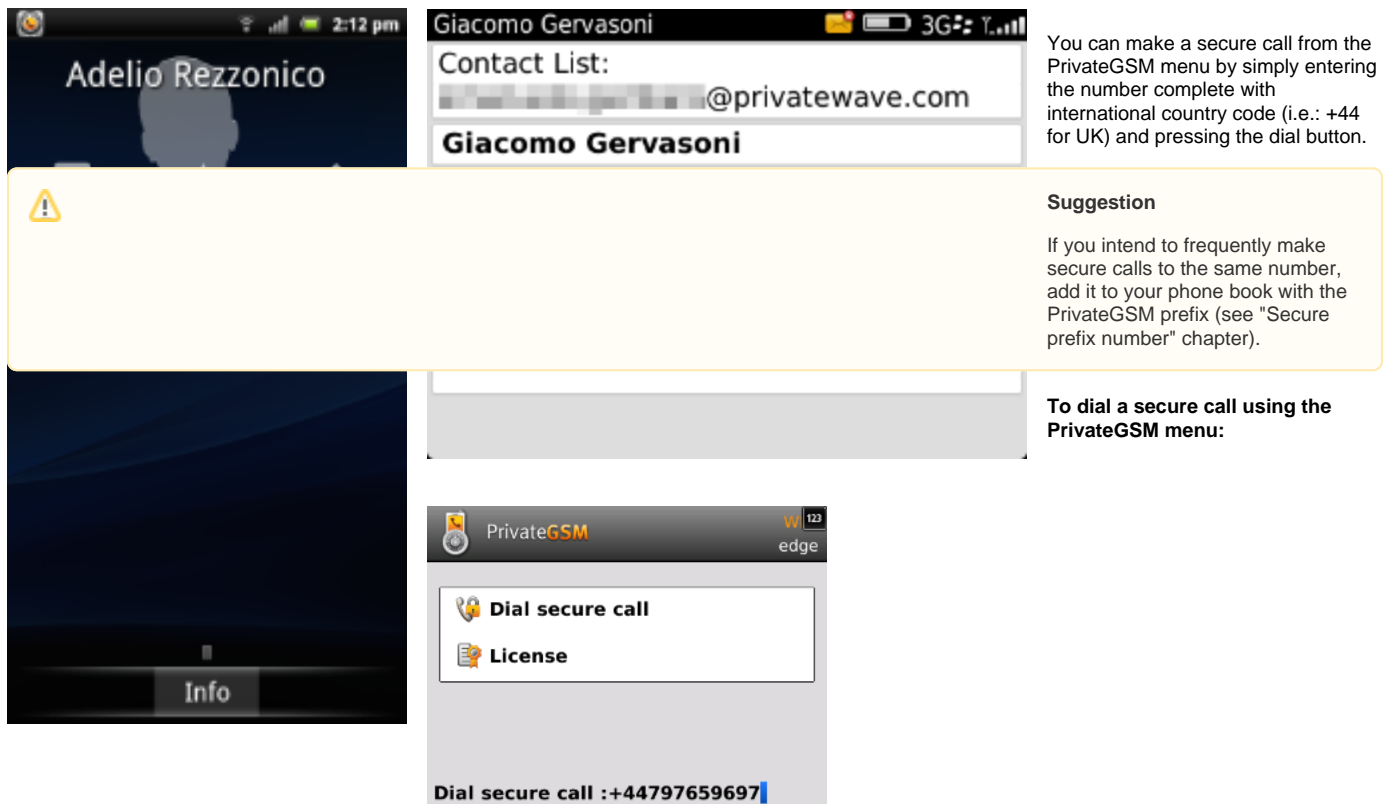 2:12 pm
Adelio Rezzonico
Info
Giacomo Gervasoni
3G
Contact List:
@privatewave.com
Giacomo Gervasoni
You can make a secure call from the
PrivateGSM menu by simply entering
the number complete with
international country code (i.e.: +44
for UK) and pressing the dial button.
Suggestion
If you intend to frequently make
secure calls to the same number,
add it to your phone book with the
PrivateGSM prefix (see "Secure
prefix number" chapter).
To dial a secure call using the
PrivateGSM menu:
PrivateGSM
W 123
edge
Dial secure call
License
Dial secure call :+44797659697